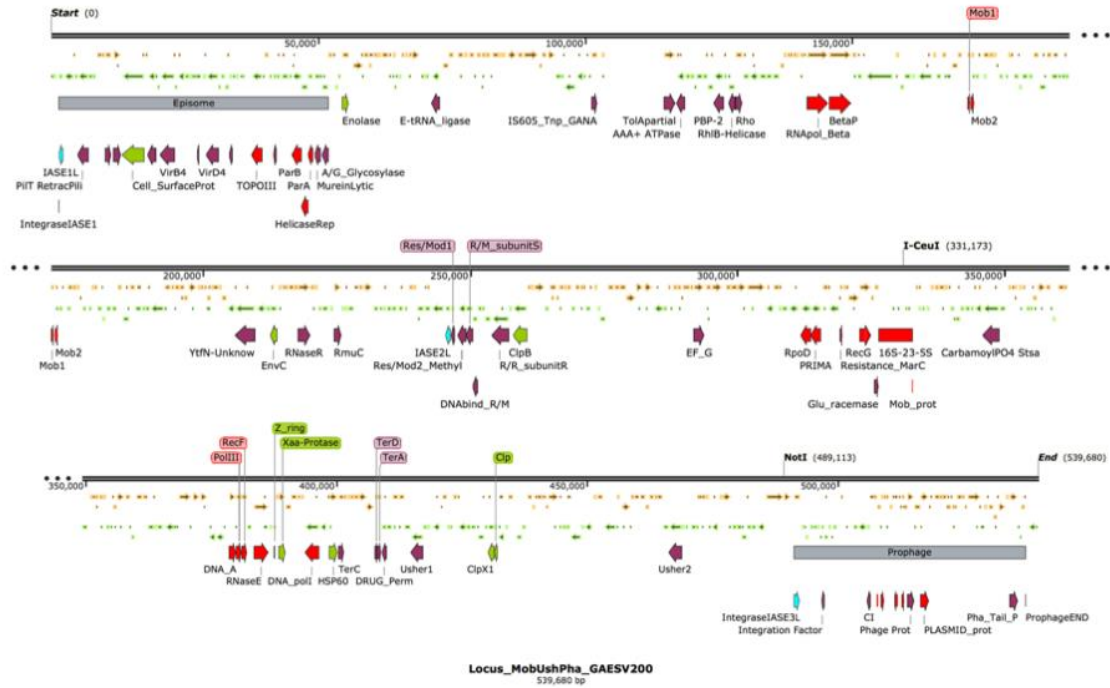 Start (0)
Mob1
50,000 100,000 150,000
Episome
Enolase E-tRNA_ligase IS605_Tnp_GANA TolApartial PBP-2 Rho RNApol_Beta BetaP Mob2
AAA+ ATPase RhlB-Helicase
IASE1L VirB4 VirD4 ParB A/G_Glycosylase
PilT RetracPili Cell_SurfaceProt TOPOIII ParA MureinLytic
IntegraseIASE1 HelicaseRep
Res/Mod1 R/M_subunitS I-CeuI (331,173)
200,000 250,000 300,000 350,000
Mob2 YtfN-Unknow RNaseR RmuC IASE2L ClpB EF_G RpoD RecG 16S-23-5S CarbamoylPO4 Stsa
Mob1 EnvC Res/Mod2_Methyl R/R_subunitR PRIMA Resistance_MarC
DNAbind_R/M Glu_racemase Mob_prot
Z_ring
RecF Xaa-Protase TerD
PolIII TerA Clp NotI (489,113) End (539,680)
350,000 400,000 450,000 500,000
Prophage
DNA_A DNA_polI TerC Usher1 ClpX1 Usher2
RNaseE HSP60 DRUG_Perm
IntegraseIASE3L CI Pha_Tail_P ProphageEND
Integration Factor Phage Prot PLASMID_prot
Locus_MobUshPha_GAESV200
539,680 bp